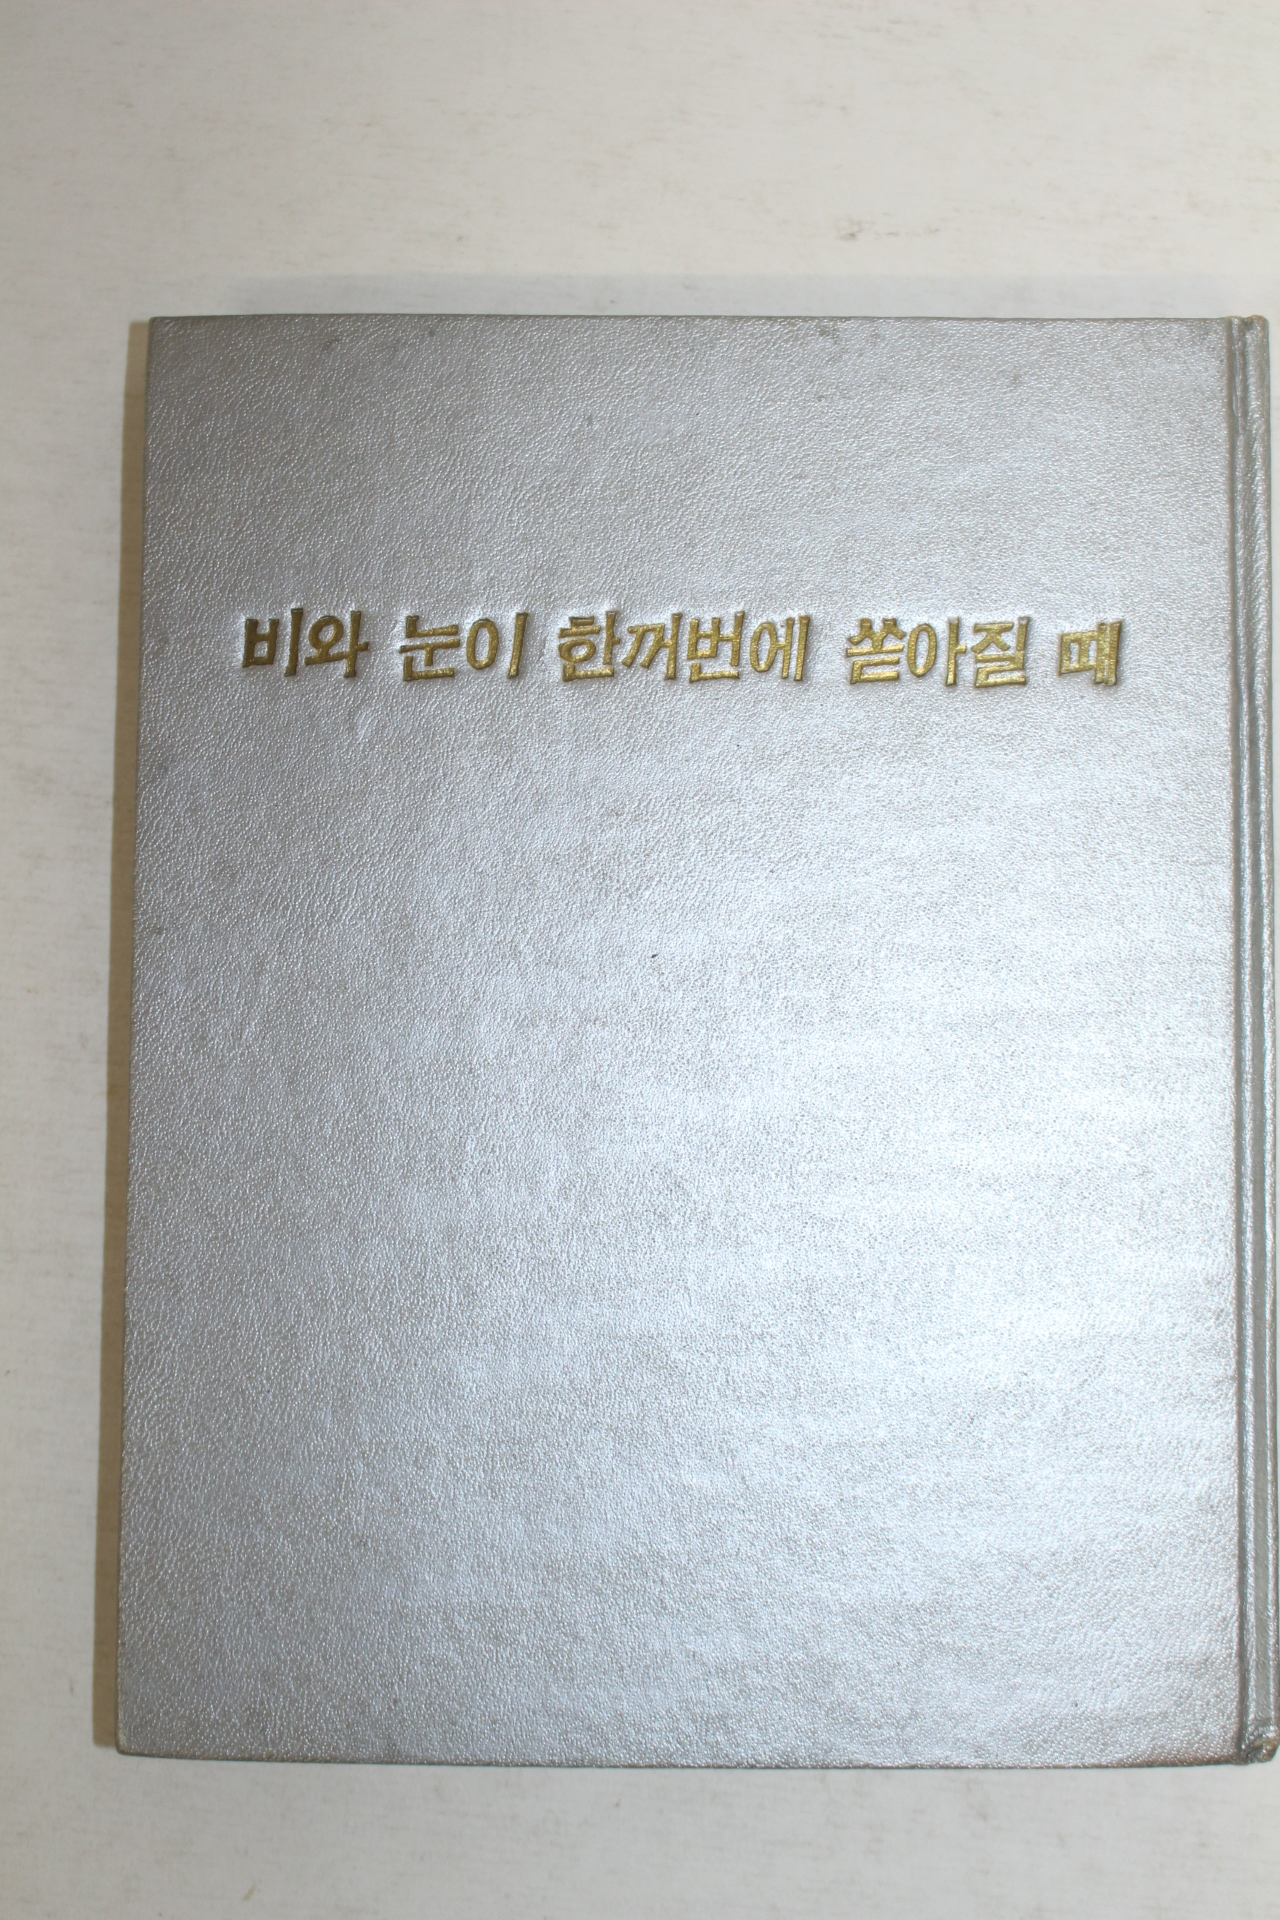 비와 눈이 한꺼번에 쏟아질 때